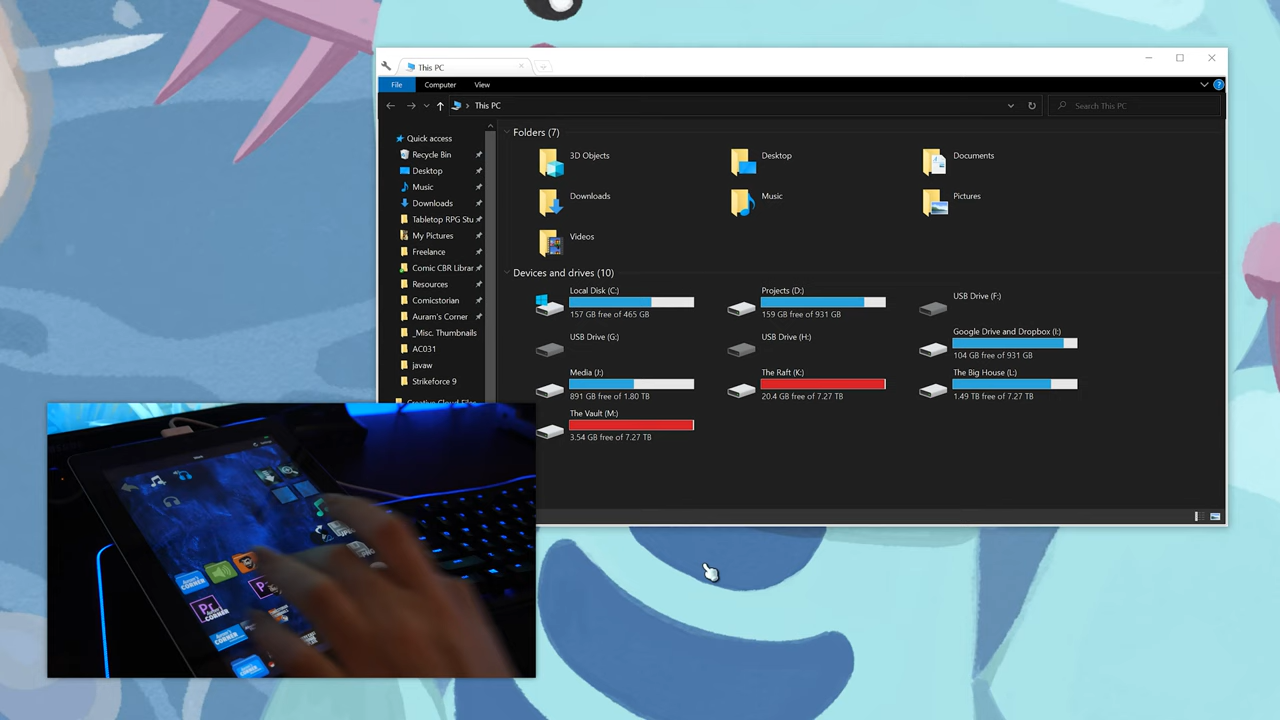 This PC
File Computer View
This PC
Search This PC
Quick access
Recycle Bin
Desktop
Music
Downloads
Tabletop RPG Stu
My Pictures
Freelance
Comic CBR Librar
Resources
Comicstorian
Auram's Corner
_Misc. Thumbnails
AC031
javaw
Strikeforce 9
Folders (7)
3D Objects
Desktop
Documents
Downloads
Music
Pictures
Videos
Devices and drives (10)
Local Disk (C:)
157 GB free of 465 GB
Projects (D:)
159 GB free of 931 GB
USB Drive (F:)
USB Drive (G:)
USB Drive (H:)
Google Drive and Dropbox (I:)
104 GB free of 931 GB
Media (J:)
891 GB free of 1.80 TB
The Raft (K:)
20.4 GB free of 7.27 TB
The Big House (L:)
1.49 TB free of 7.27 TB
The Vault (M:)
3.54 GB free of 7.27 TB
Pr
CORNER
CORNER